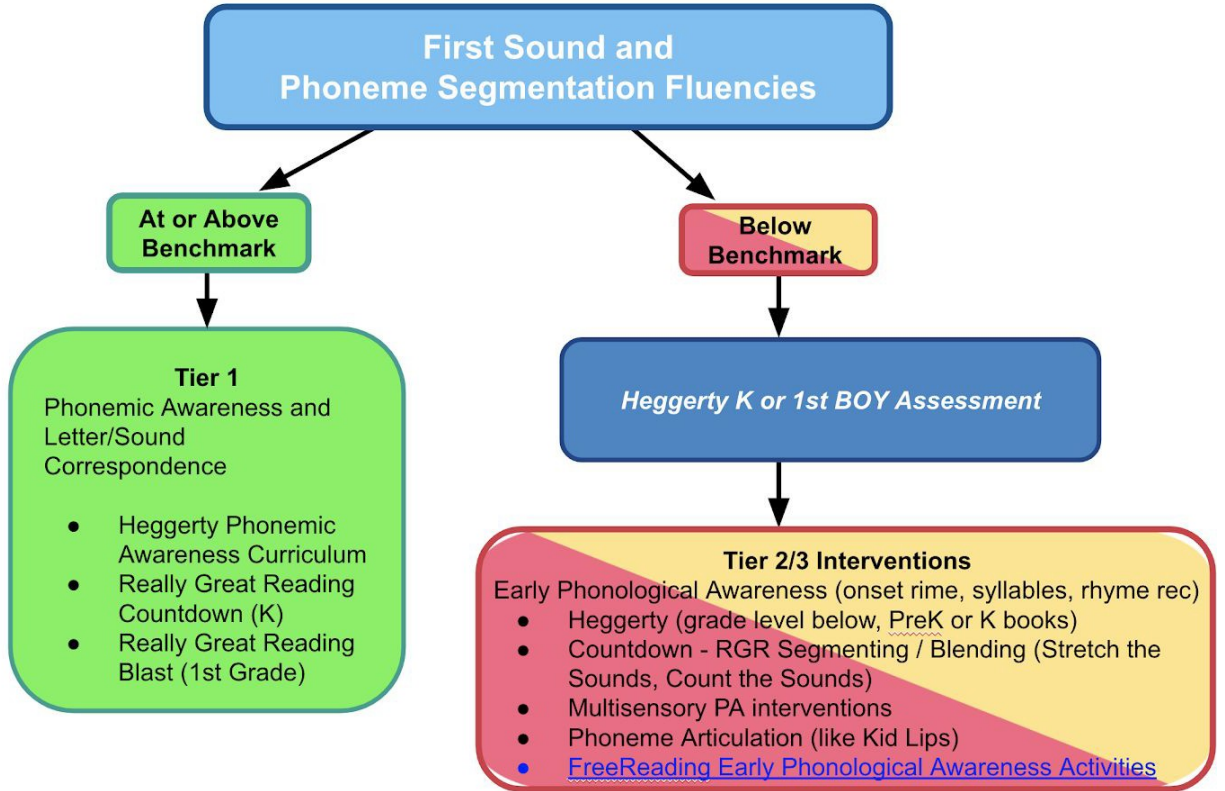 First Sound and
Phoneme Segmentation Fluencies
At or Above
Benchmark
Below
Benchmark
Tier 1
Phonemic Awareness and
Letter/Sound
Correspondence
● Heggerty Phonemic
Awareness Curriculum
● Really Great Reading
Countdown (K)
● Really Great Reading
Blast (1st Grade)
Heggerty K or 1st BOY Assessment
Tier 2/3 Interventions
Early Phonological Awareness (onset rime, syllables, rhyme rec)
● Heggerty (grade level below, PreK or K books)
● Countdown - RGR Segmenting / Blending (Stretch the
Sounds, Count the Sounds)
● Multisensory PA interventions
● Phoneme Articulation (like Kid Lips)
● FreeReading Early Phonological Awareness Activities